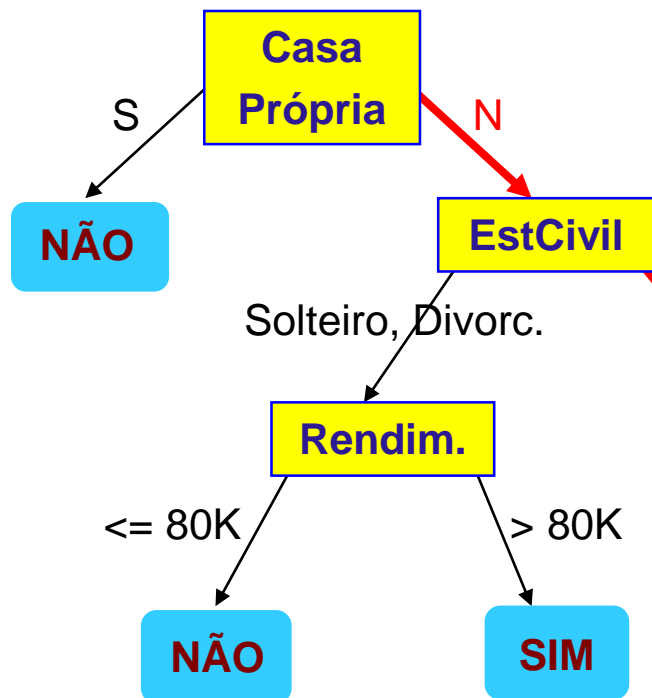 Casa
Própria
S
N
NÃO
EstCivil
Solteiro, Divorc.
Rendim.
<= 80K
> 80K
NÃO
SIM